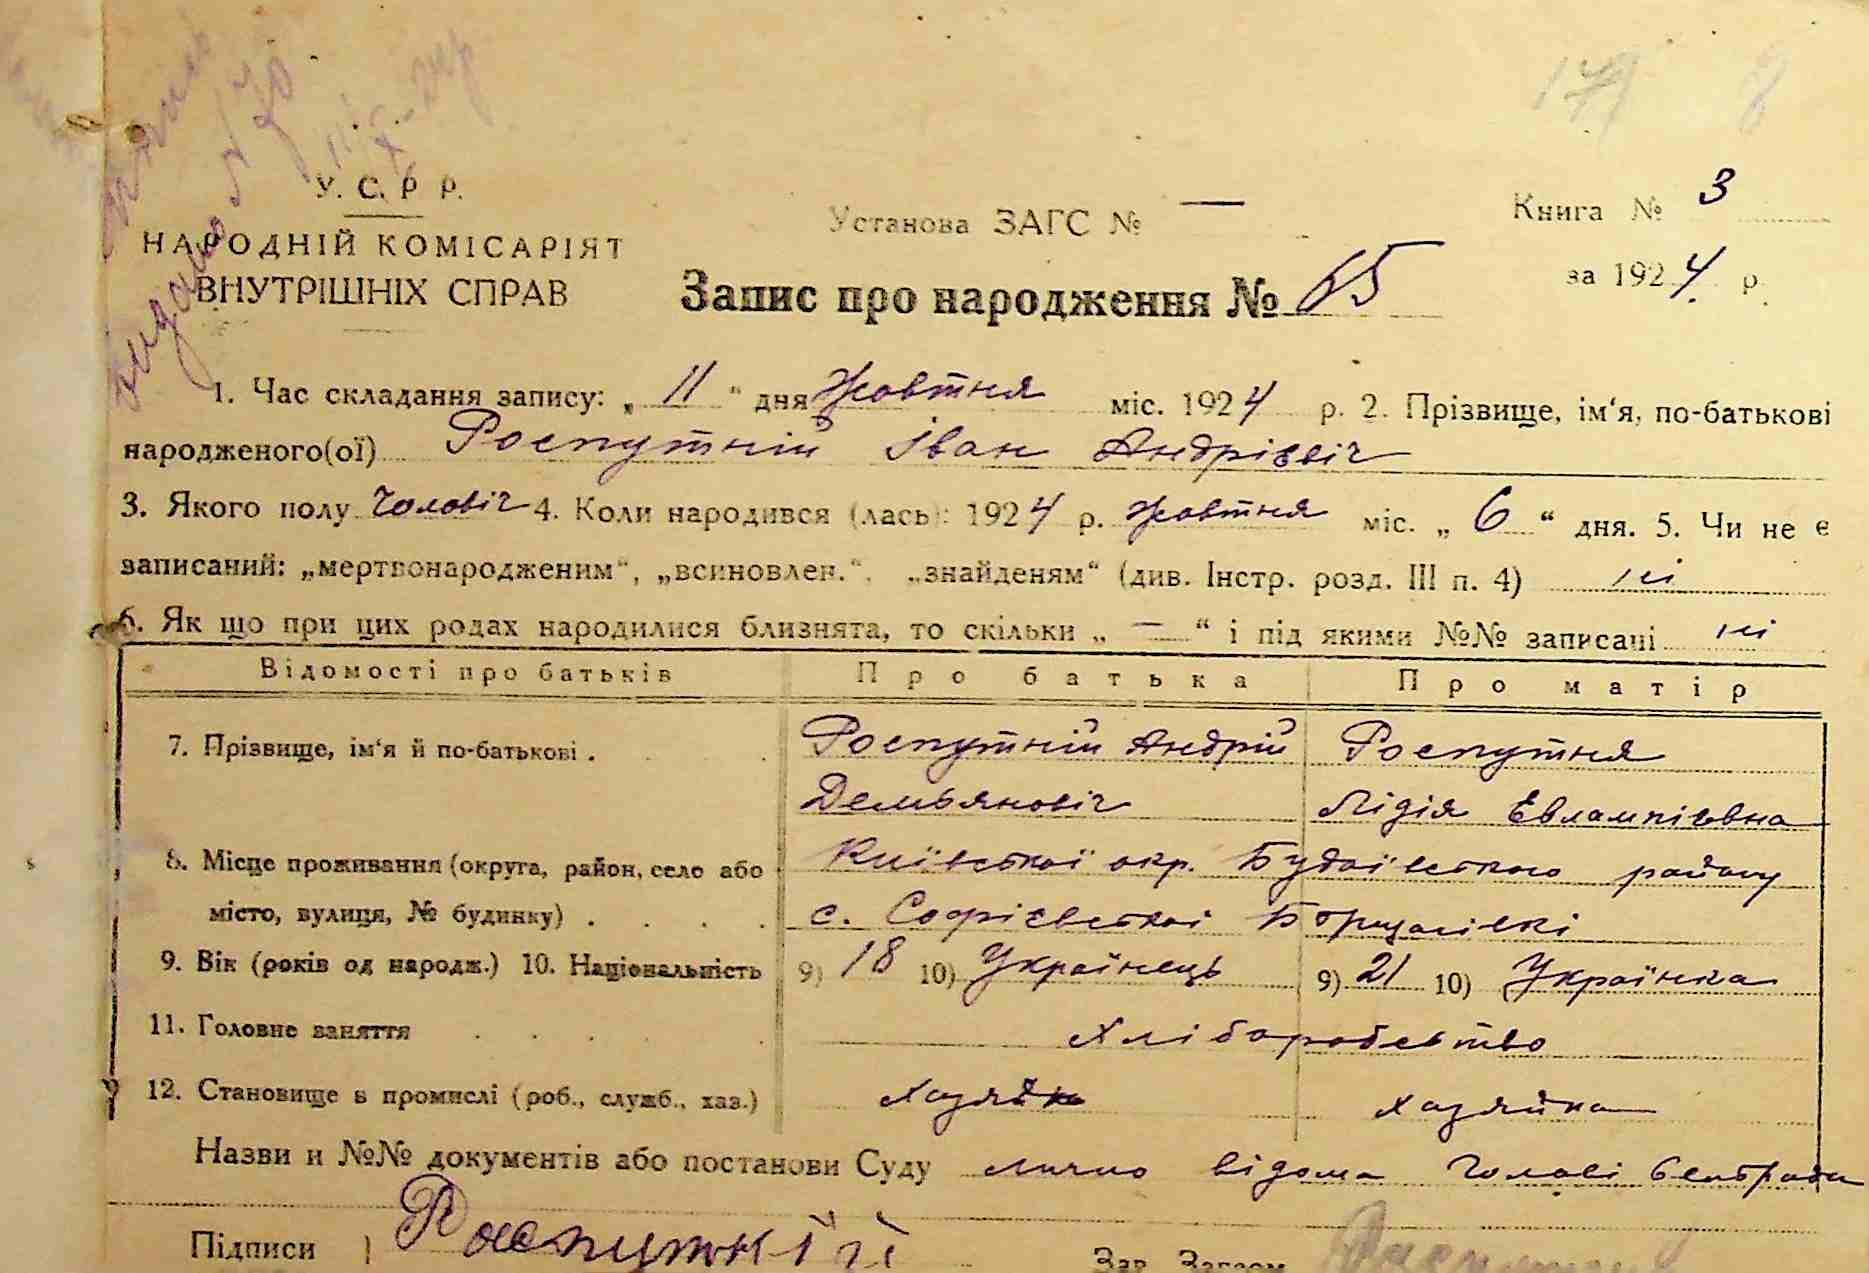 179
У. С. Р Р.
НАРОДНІЙ КОМІСАРІЯТ
ВНУТРІШНІХ СПРАВ
Установа ЗАГС № —
Книга № 3
за 1924 р.
Запис про народження № 65
1. Час складання запису: „ 11 “ дня Жовтня міс. 1924 р. 2. Прізвище, ім‘я, по-батькові
народженого(ої) Роспутній Іван Андрієвіч
3. Якого полу чоловіч 4. Коли народився (лась): 1924 р. жовтня міс. „ 6 “ дня. 5. Чи не є
записаний: „мертвонародженим“, „всиновлен.“, „знайденям“ (див. Інстр. розд. III п. 4) ні
6. Як що при цих родах народилися близнята, то скільки „ — “ і під якими №№ записані ні
Відомості про батьків Про батька Про матір
7. Прізвище, ім‘я й по-батькові . Роспутній Андрій Роспутня
Демьяновіч Лідія Евлампієвна
8. Місце проживання (округа, район, село або Київської окр. Будаївського району
місто, вулиця, № будинку) . . . . с. Софієвської Борщагівкі
9. Вік (років од народж.) 10. Національність 9) 18 10) Українець 9) 21 10) Українка
11. Головне заняття . . . . . Хліборобство
12. Становище в промислі (роб., служб., хаз.) хазяйн хазяйка
Назви и №№ документів або постанови Суду лично відома голові сельради
Підписи } Распутній Зав. Загсом